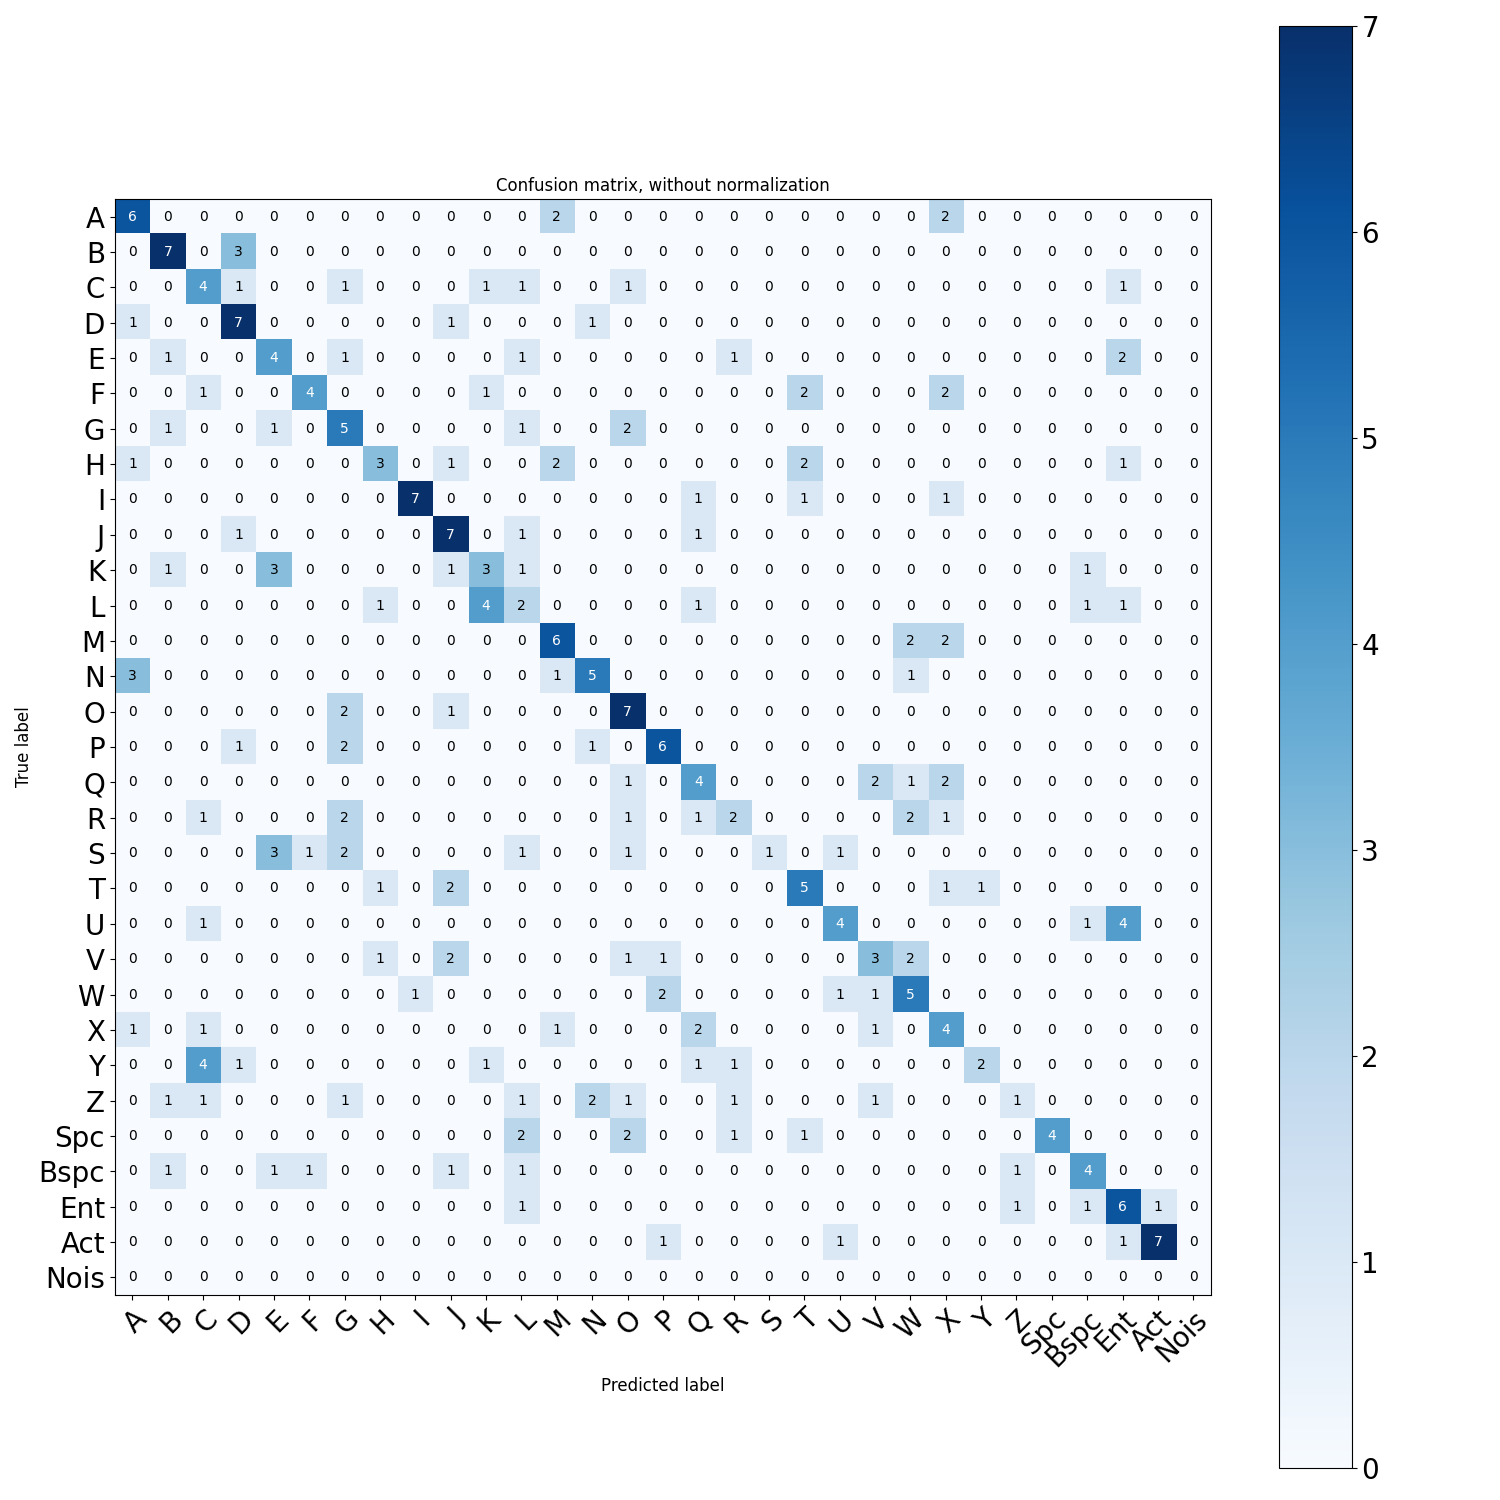 Confusion matrix, without normalization
A 6 0 0 0 0 0 0 0 0 0 0 0 2 0 0 0 0 0 0 0 0 0 0 2 0 0 0 0 0 0 0
B 0 7 0 3 0 0 0 0 0 0 0 0 0 0 0 0 0 0 0 0 0 0 0 0 0 0 0 0 0 0 0
C 0 0 4 1 0 0 1 0 0 0 1 1 0 0 1 0 0 0 0 0 0 0 0 0 0 0 0 0 1 0 0
D 1 0 0 7 0 0 0 0 0 1 0 0 0 1 0 0 0 0 0 0 0 0 0 0 0 0 0 0 0 0 0
E 0 1 0 0 4 0 1 0 0 0 0 1 0 0 0 0 0 1 0 0 0 0 0 0 0 0 0 0 2 0 0
F 0 0 1 0 0 4 0 0 0 0 1 0 0 0 0 0 0 0 0 2 0 0 0 2 0 0 0 0 0 0 0
G 0 1 0 0 1 0 5 0 0 0 0 1 0 0 2 0 0 0 0 0 0 0 0 0 0 0 0 0 0 0 0
H 1 0 0 0 0 0 0 3 0 1 0 0 2 0 0 0 0 0 0 2 0 0 0 0 0 0 0 0 1 0 0
I 0 0 0 0 0 0 0 0 7 0 0 0 0 0 0 0 1 0 0 1 0 0 0 1 0 0 0 0 0 0 0
J 0 0 0 1 0 0 0 0 0 7 0 1 0 0 0 0 1 0 0 0 0 0 0 0 0 0 0 0 0 0 0
K 0 1 0 0 3 0 0 0 0 1 3 1 0 0 0 0 0 0 0 0 0 0 0 0 0 0 0 1 0 0 0
L 0 0 0 0 0 0 0 1 0 0 4 2 0 0 0 0 1 0 0 0 0 0 0 0 0 0 0 1 1 0 0
M 0 0 0 0 0 0 0 0 0 0 0 0 6 0 0 0 0 0 0 0 0 0 2 2 0 0 0 0 0 0 0
N 3 0 0 0 0 0 0 0 0 0 0 0 1 5 0 0 0 0 0 0 0 0 1 0 0 0 0 0 0 0 0
O 0 0 0 0 0 0 2 0 0 1 0 0 0 0 7 0 0 0 0 0 0 0 0 0 0 0 0 0 0 0 0
P 0 0 0 1 0 0 2 0 0 0 0 0 0 1 0 6 0 0 0 0 0 0 0 0 0 0 0 0 0 0 0
Q 0 0 0 0 0 0 0 0 0 0 0 0 0 0 1 0 4 0 0 0 0 2 1 2 0 0 0 0 0 0 0
R 0 0 1 0 0 0 2 0 0 0 0 0 0 0 1 0 1 2 0 0 0 0 2 1 0 0 0 0 0 0 0
S 0 0 0 0 3 1 2 0 0 0 0 1 0 0 1 0 0 0 1 0 1 0 0 0 0 0 0 0 0 0 0
T 0 0 0 0 0 0 0 1 0 2 0 0 0 0 0 0 0 0 0 5 0 0 0 1 1 0 0 0 0 0 0
U 0 0 1 0 0 0 0 0 0 0 0 0 0 0 0 0 0 0 0 0 4 0 0 0 0 0 0 1 4 0 0
V 0 0 0 0 0 0 0 1 0 2 0 0 0 0 1 1 0 0 0 0 0 3 2 0 0 0 0 0 0 0 0
W 0 0 0 0 0 0 0 0 1 0 0 0 0 0 0 2 0 0 0 0 1 1 5 0 0 0 0 0 0 0 0
X 1 0 1 0 0 0 0 0 0 0 0 0 1 0 0 0 2 0 0 0 0 1 0 4 0 0 0 0 0 0 0
Y 0 0 4 1 0 0 0 0 0 0 1 0 0 0 0 0 1 1 0 0 0 0 0 0 2 0 0 0 0 0 0
Z 0 1 1 0 0 0 1 0 0 0 0 1 0 2 1 0 0 1 0 0 0 1 0 0 0 1 0 0 0 0 0
Spc 0 0 0 0 0 0 0 0 0 0 0 2 0 0 2 0 0 1 0 1 0 0 0 0 0 0 4 0 0 0 0
Bspc 0 1 0 0 1 1 0 0 0 1 0 1 0 0 0 0 0 0 0 0 0 0 0 0 0 1 0 4 0 0 0
Ent 0 0 0 0 0 0 0 0 0 0 0 1 0 0 0 0 0 0 0 0 0 0 0 0 0 1 0 1 6 1 0
Act 0 0 0 0 0 0 0 0 0 0 0 0 0 0 0 1 0 0 0 0 1 0 0 0 0 0 0 0 1 7 0
Nois 0 0 0 0 0 0 0 0 0 0 0 0 0 0 0 0 0 0 0 0 0 0 0 0 0 0 0 0 0 0 0
A B C D E F G H I J K L M N O P Q R S T U V W X Y Z Spc Bspc Ent Act Nois
Predicted label
True label
7
6
5
4
3
2
1
0